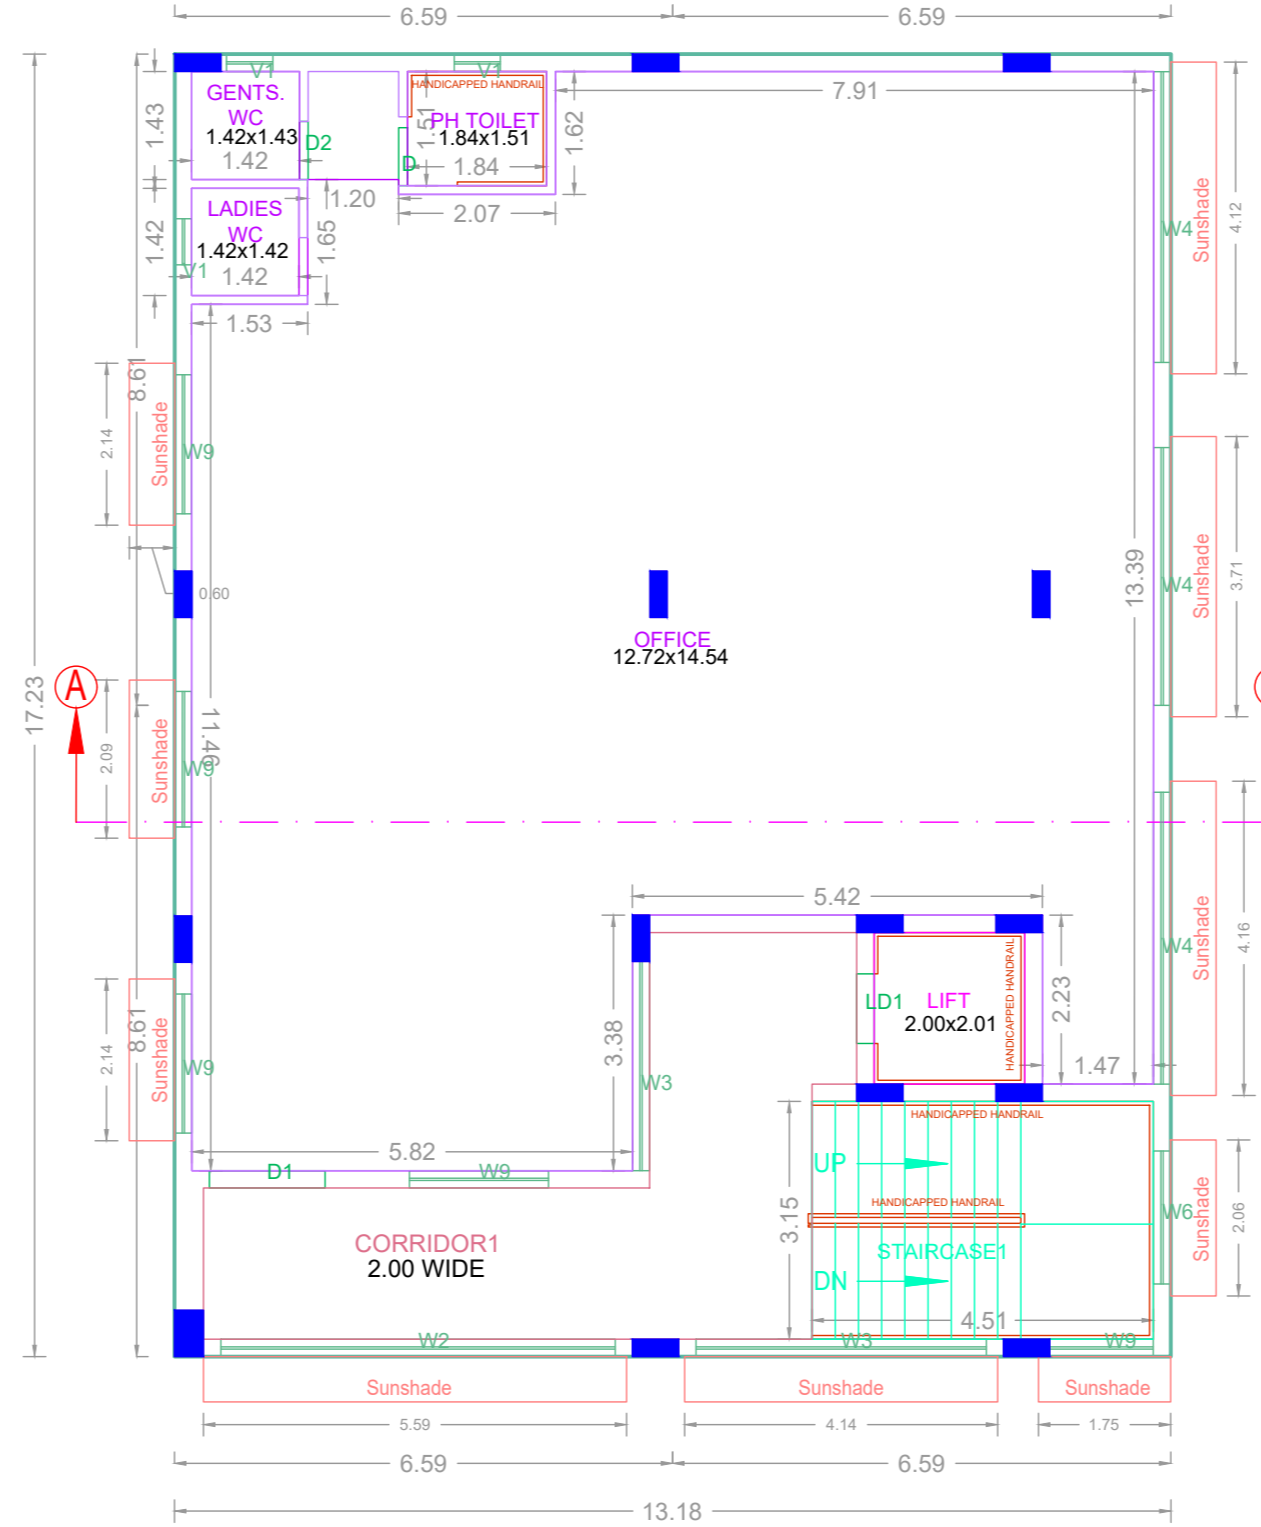 6.59
6.59
V1
V1
HANDICAPPED HANDRAIL
7.91
GENTS.
WC
1.42x1.43
1.42
1.43
D2
1.51
PH TOILET
1.84x1.51
1.84
D
1.62
1.20
2.07
LADIES
WC
1.42x1.42
1.42
1.42
1.65
V1
1.53
W4
Sunshade
4.12
8.61
2.14
Sunshade
W9
0.60
13.39
W4
Sunshade
3.71
OFFICE
12.72x14.54
17.23
A
2.09
Sunshade
W9
11.46
5.42
W4
Sunshade
4.16
LIFT
2.00x2.01
LD1
HANDICAPPED HANDRAIL
2.23
1.47
3.38
W3
8.61
2.14
Sunshade
W9
5.82
D1
W9
HANDICAPPED HANDRAIL
UP
HANDICAPPED HANDRAIL
3.15
STAIRCASE1
DN
4.51
W6
Sunshade
2.06
CORRIDOR1
2.00 WIDE
W2
W3
W9
Sunshade
Sunshade
Sunshade
5.59
4.14
1.75
6.59
6.59
13.18